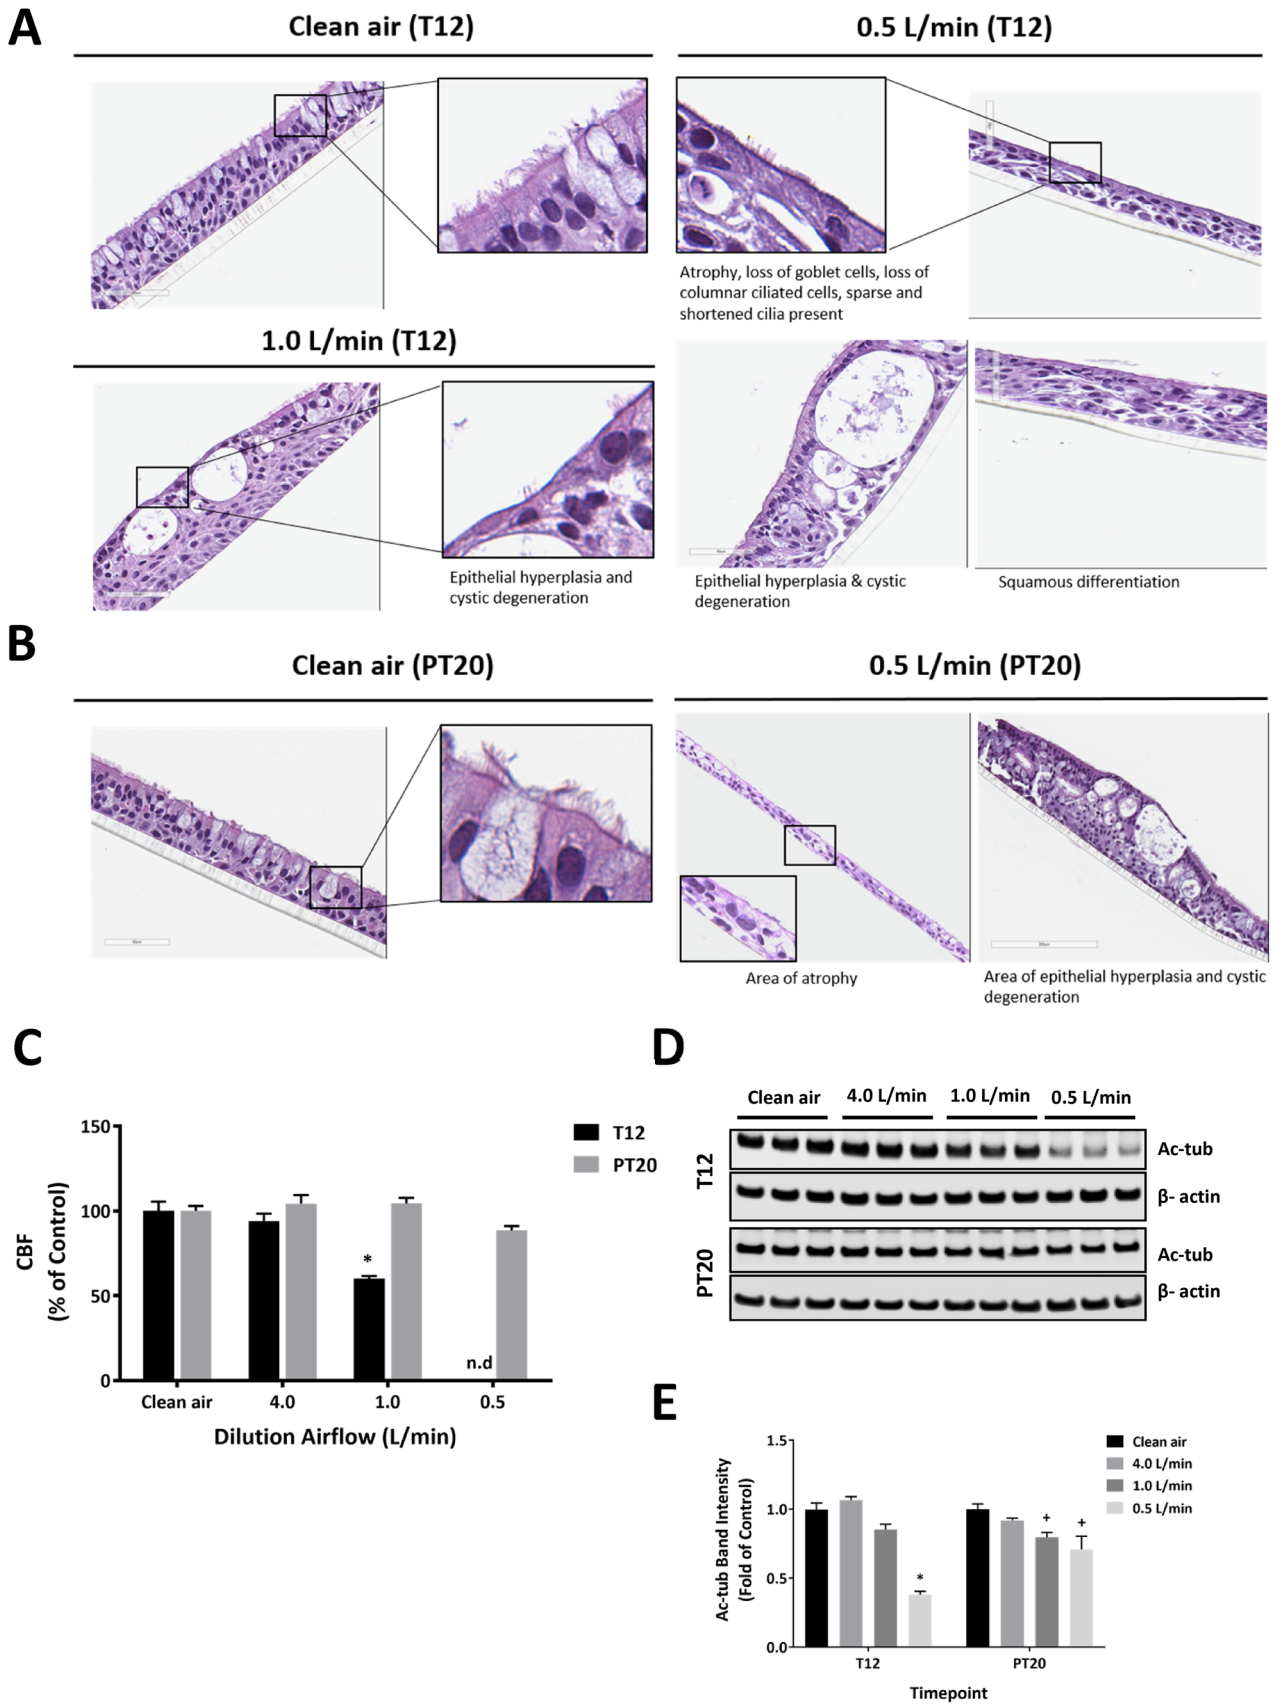 A
Clean air (T12)
0.5 L/min (T12)
Atrophy, loss of goblet cells, loss of
columnar ciliated cells, sparse and
shortened cilia present
1.0 L/min (T12)
Epithelial hyperplasia and
cystic degeneration
Epithelial hyperplasia & cystic
degeneration
Squamous differentiation
B
Clean air (PT20)
0.5 L/min (PT20)
Area of atrophy
Area of epithelial hyperplasia and cystic
degeneration
C
150
100
50
0
CBF
(% of Control)
T12
PT20
*
n.d
Clean air
4.0
1.0
0.5
Dilution Airflow (L/min)
D
Clean air
4.0 L/min
1.0 L/min
0.5 L/min
T12
Ac-tub
β- actin
PT20
Ac-tub
β- actin
E
1.5
1.0
0.5
0.0
Ac-tub Band Intensity
(Fold of Control)
Clean air
4.0 L/min
1.0 L/min
0.5 L/min
*
+
+
T12
PT20
Timepoint